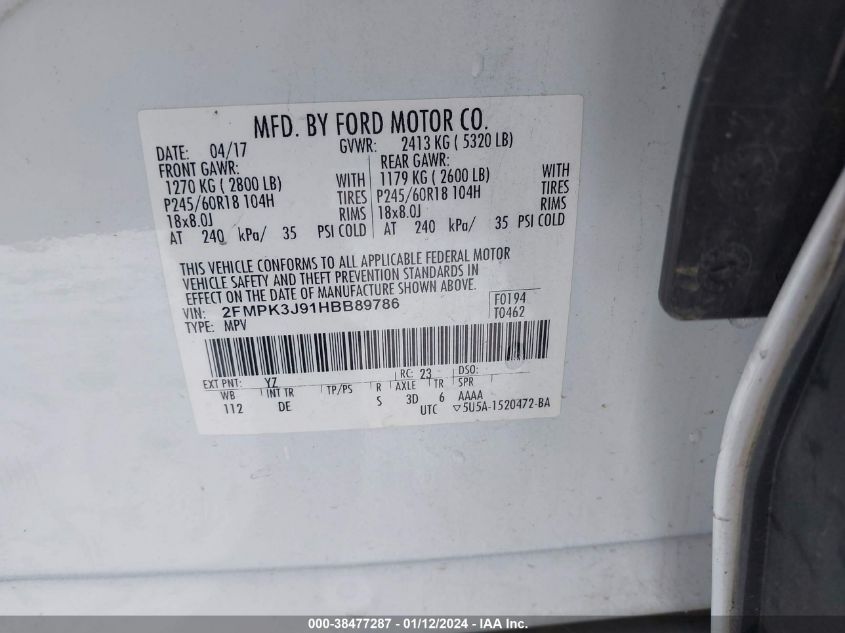 MFD. BY FORD MOTOR CO.
DATE: 04/17 GVWR: 2413 KG ( 5320 LB)
FRONT GAWR: REAR GAWR:
1270 KG ( 2800 LB) WITH 1179 KG ( 2600 LB) WITH
P245/60R18 104H TIRES P245/60R18 104H TIRES
18x8.0J RIMS 18x8.0J RIMS
AT 240 kPa/ 35 PSI COLD AT 240 kPa/ 35 PSI COLD
THIS VEHICLE CONFORMS TO ALL APPLICABLE FEDERAL MOTOR
VEHICLE SAFETY AND THEFT PREVENTION STANDARDS IN
EFFECT ON THE DATE OF MANUFACTURE SHOWN ABOVE.
VIN: 2FMPK3J91HBB89786 F0194
TYPE: MPV T0462
EXT PNT: YZ RC: 23 DSO:
WB INT TR TP/PS R AXLE TR SPR
112 DE S 3D 6 AAAA
UTC ▽5U5A-1520472-BA
000-38477287 - 01/12/2024 - IAA Inc.